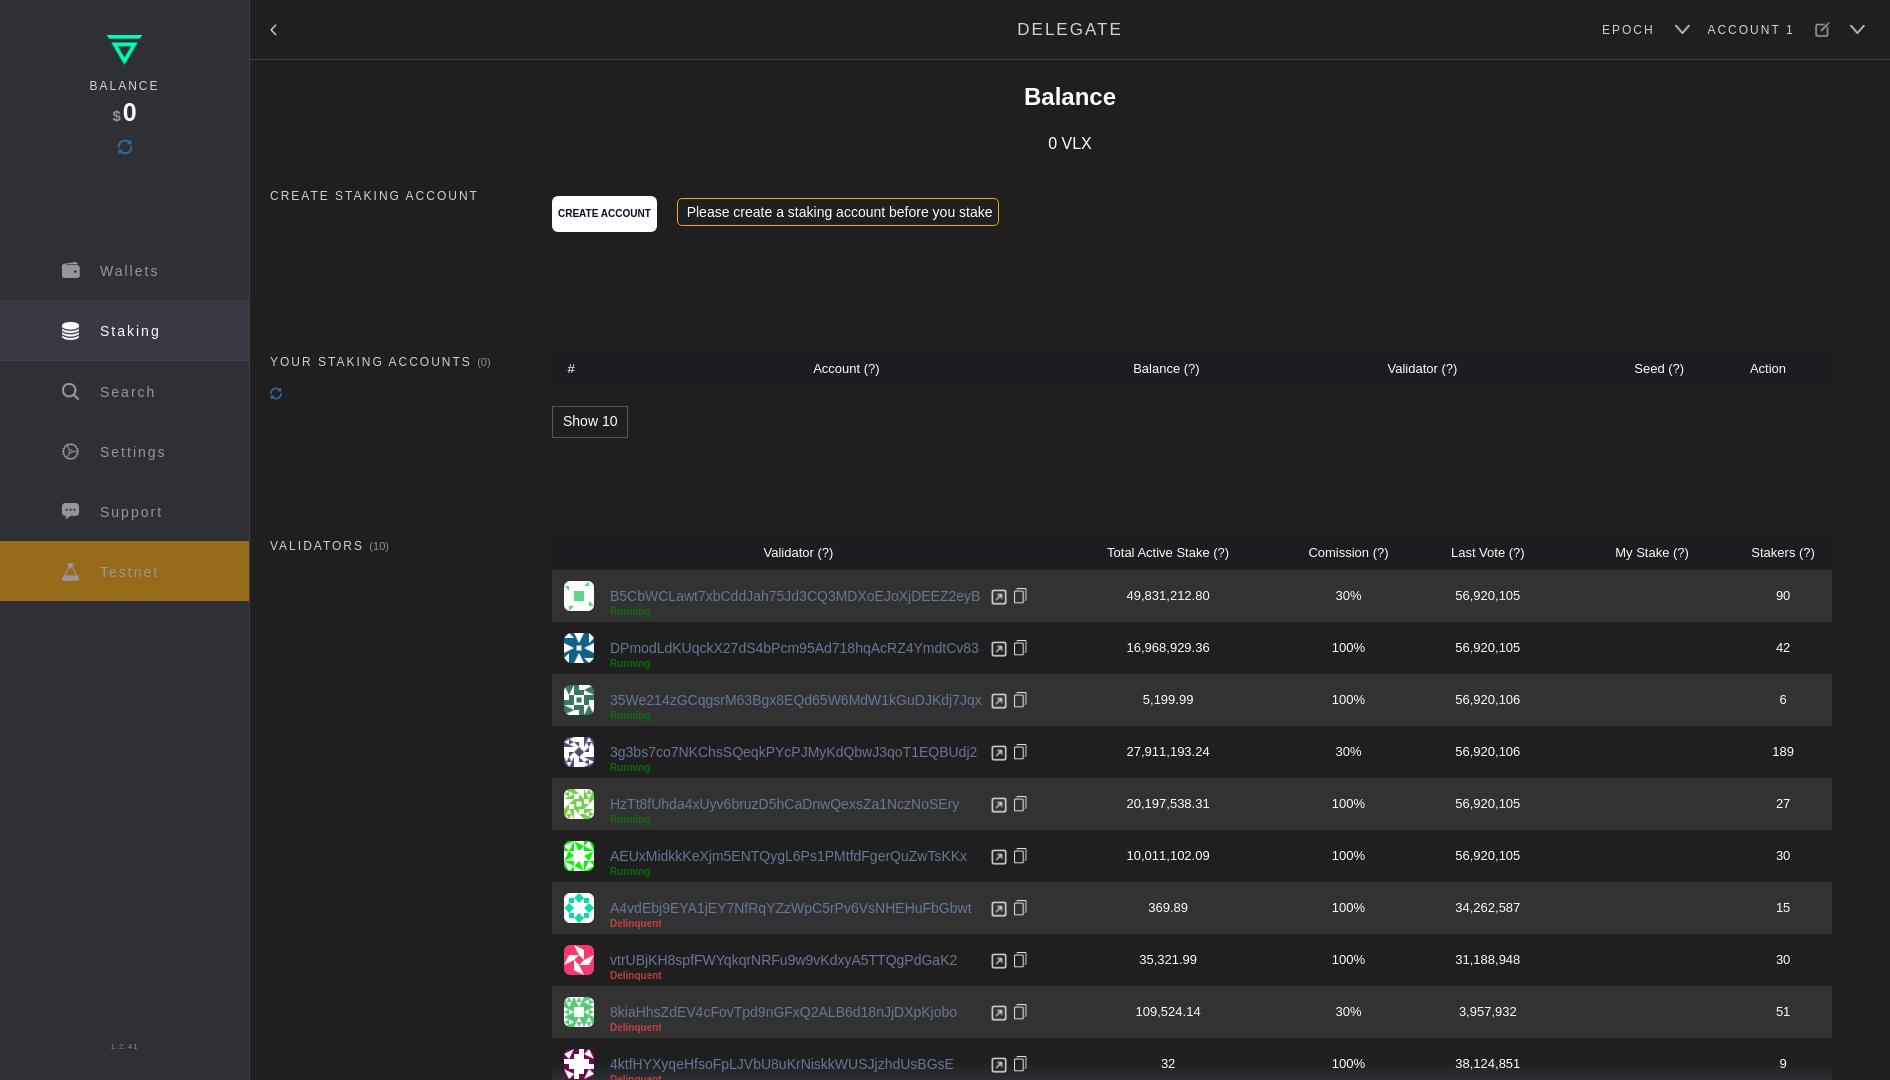 BALANCE
$ 0
Wallets
Staking
Search
Settings
Support
Testnet
1.2.41
DELEGATE
EPOCH
ACCOUNT 1
Balance
0 VLX
CREATE STAKING ACCOUNT
CREATE ACCOUNT
Please create a staking account before you stake
YOUR STAKING ACCOUNTS (0)
# Account (?) Balance (?) Validator (?) Seed (?) Action
Show 10
VALIDATORS (10)
Validator (?) Total Active Stake (?) Comission (?) Last Vote (?) My Stake (?) Stakers (?)
B5CbWCLawt7xbCddJah75Jd3CQ3MDXoEJoXjDEEZ2eyB 49,831,212.80 30% 56,920,105 90
Running
DPmodLdKUqckX27dS4bPcm95Ad718hqAcRZ4YmdtCv83 16,968,929.36 100% 56,920,105 42
Running
35We214zGCqgsrM63Bgx8EQd65W6MdW1kGuDJKdj7Jqx 5,199.99 100% 56,920,105 6
Running
3g3bs7co7NKChsSQeqkPYcPJMyKdQbwJ3qoT1EQBUdj2 27,911,193.24 30% 56,920,106 189
Running
HzTt8fUhda4xUyv6bruzD5hCaDnwQexsZa1NczNoSEry 20,197,538.31 100% 56,920,105 27
Running
AEUxMidkkKeXjm5ENTQygL6Ps1PMtfdFgerQuZwTsKKx 10,011,102.09 100% 56,920,105 30
Running
A4vdEbj9EYA1jEY7NfRqYZzWpC5rPv6VsNHEHuFbGbwt 369.89 100% 34,262,587 15
Delinquent
vtrUBjKH8spfFWYqkqrNRFu9w9vKdxyA5TTQgPdGaK2 35,321.99 100% 31,188,948 30
Delinquent
8kiaHhsZdEV4cFovTpd9nGFxQ2ALB6d18nJjDXpKjobo 109,524.14 30% 3,957,932 51
Delinquent
4ktfHYXyqeHfsoFpLJVbU8uKrNiskkWUSJjzhdUsBGsE 32 100% 38,124,851 9
Delinquent